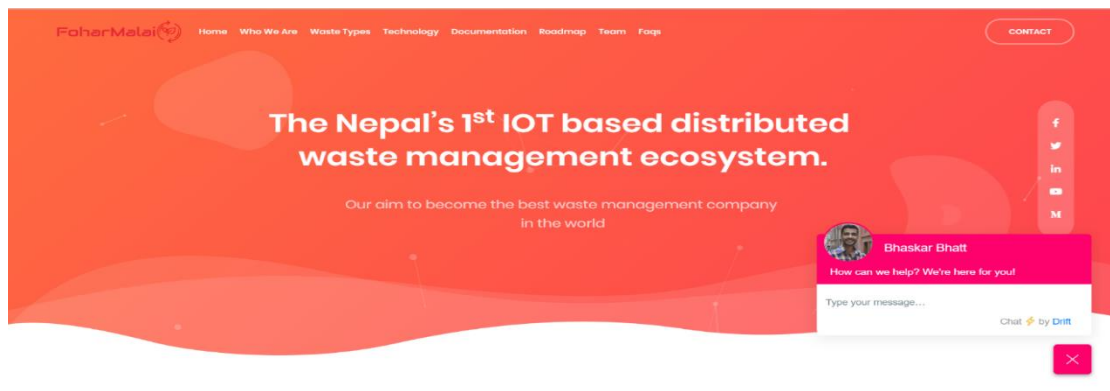 FoharMalai
Home Who We Are Waste Types Technology Documentation Roadmap Team Faqs
CONTACT
The Nepal's 1st IOT based distributed
waste management ecosystem.
Our aim to become the best waste management company
in the world
Bhaskar Bhatt
How can we help? We're here for you!
Type your message...
Chat ⚡ by Drift